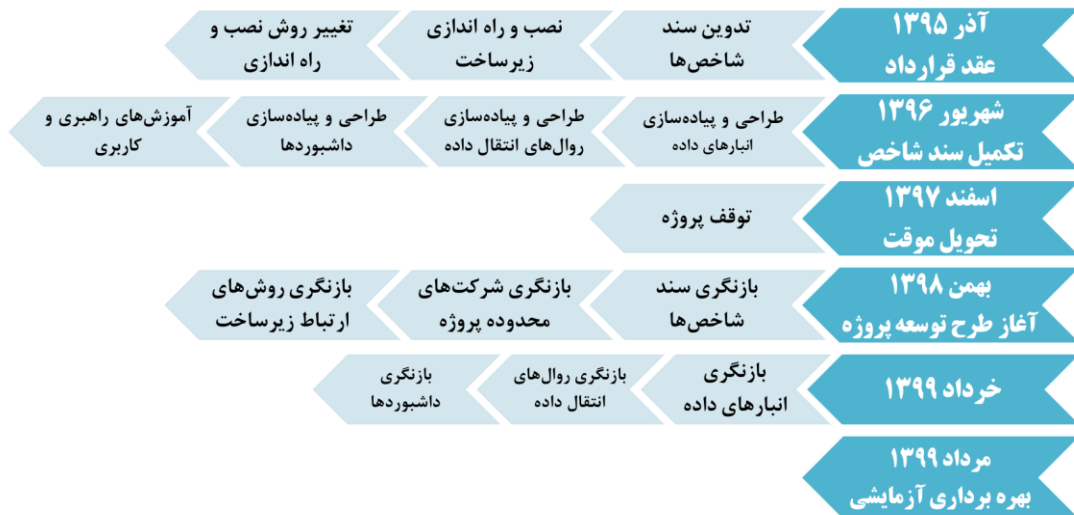 آذر ۱۳۹۵
عقد قرارداد
تدوین سند
شاخص‌ها
نصب و راه اندازی
زیرساخت
تغییر روش نصب و
راه اندازی
شهریور ۱۳۹۶
تکمیل سند شاخص
طراحی و پیاده‌سازی
انبارهای داده
طراحی و پیاده‌سازی
روال‌های انتقال داده
طراحی و پیاده‌سازی
داشبوردها
آموزش‌های راهبری و
کاربری
اسفند ۱۳۹۷
تحویل موقت
توقف پروژه
بهمن ۱۳۹۸
آغاز طرح توسعه پروژه
بازنگری سند
شاخص‌ها
بازنگری شرکت‌های
محدوده پروژه
بازنگری روش‌های
ارتباط زیرساخت
خرداد ۱۳۹۹
بازنگری
انبارهای داده
بازنگری روال‌های
انتقال داده
بازنگری
داشبوردها
مرداد ۱۳۹۹
بهره برداری آزمایشی